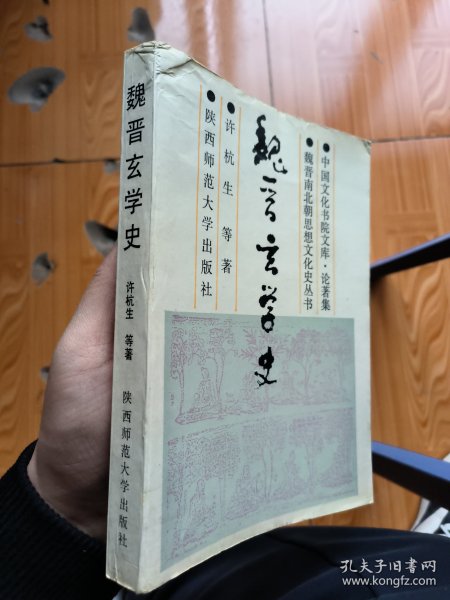 魏晋玄学史
许杭生 等著
陕西师范大学出版社
●中国文化书院文库·论著集
●魏晋南北朝思想文化史丛书
魏晋玄学史
●许杭生 等著
●陕西师范大学出版社
孔夫子旧书网
www.kongfz.com